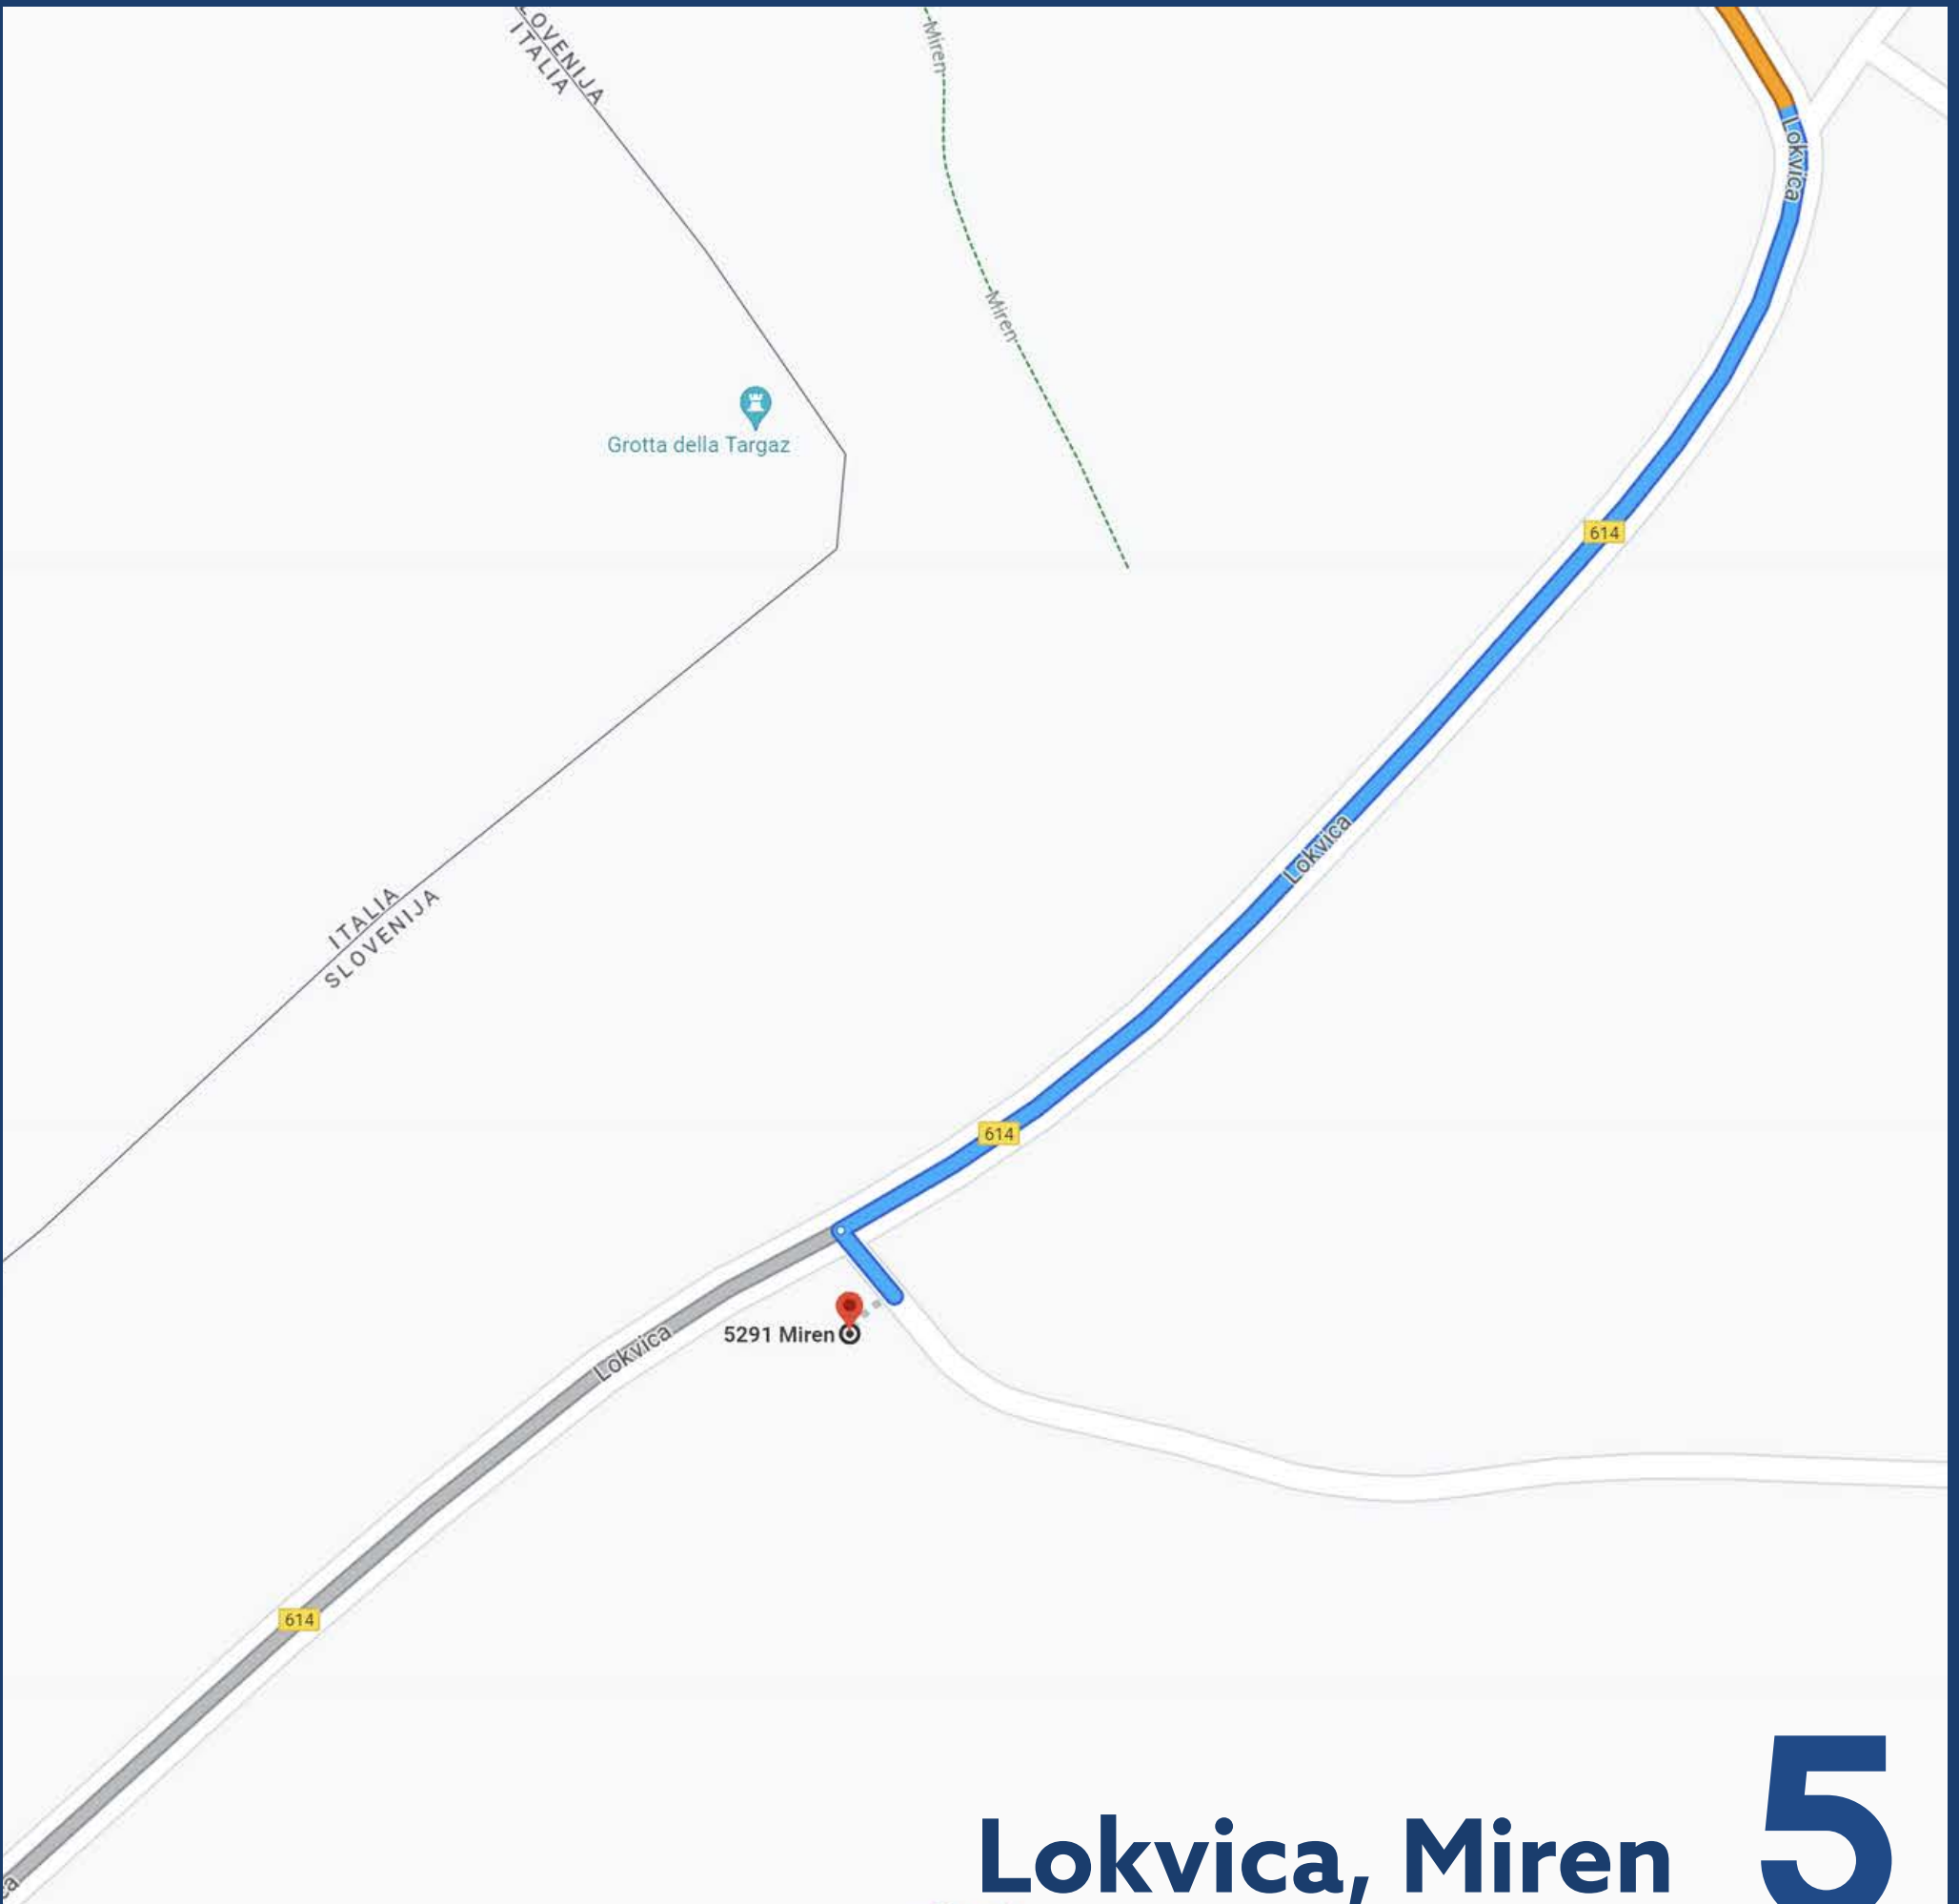 LOVENIJA
ITALIA
Miren
Lokvica
Miren
Grotta della Targaz
614
Lokvica
ITALIA
SLOVENIJA
614
5291 Miren
Lokvica
614
5
Lokvica, Miren